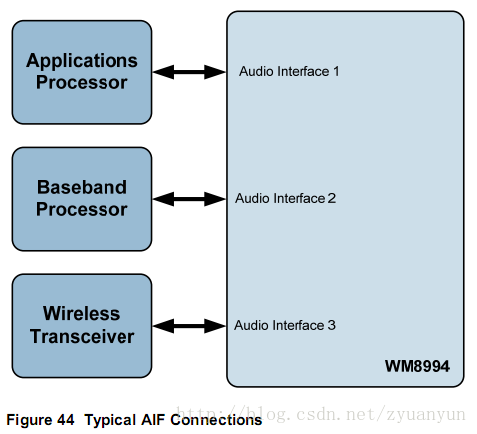 Applications
Processor
Audio Interface 1
Baseband
Processor
Audio Interface 2
Wireless
Transceiver
Audio Interface 3
WM8994
http://blog.csdn.net/zyuanyun
Figure 44 Typical AIF Connections